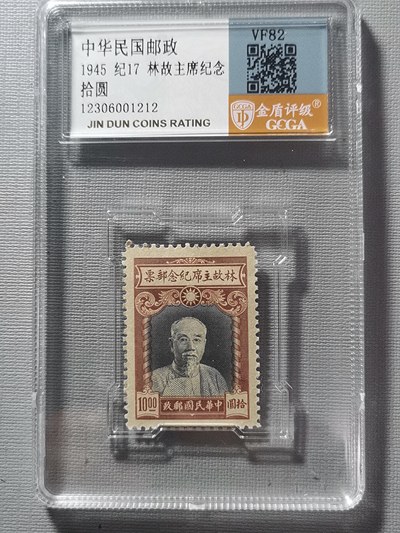 中华民国邮政
1945 纪17 林故主席纪念
拾圆
12306001212
JIN DUN COINS RATING
VF82
GCGA
金盾评级®
GCGA
票郵念紀席主故林
10.00
政郵國民華中
圓拾